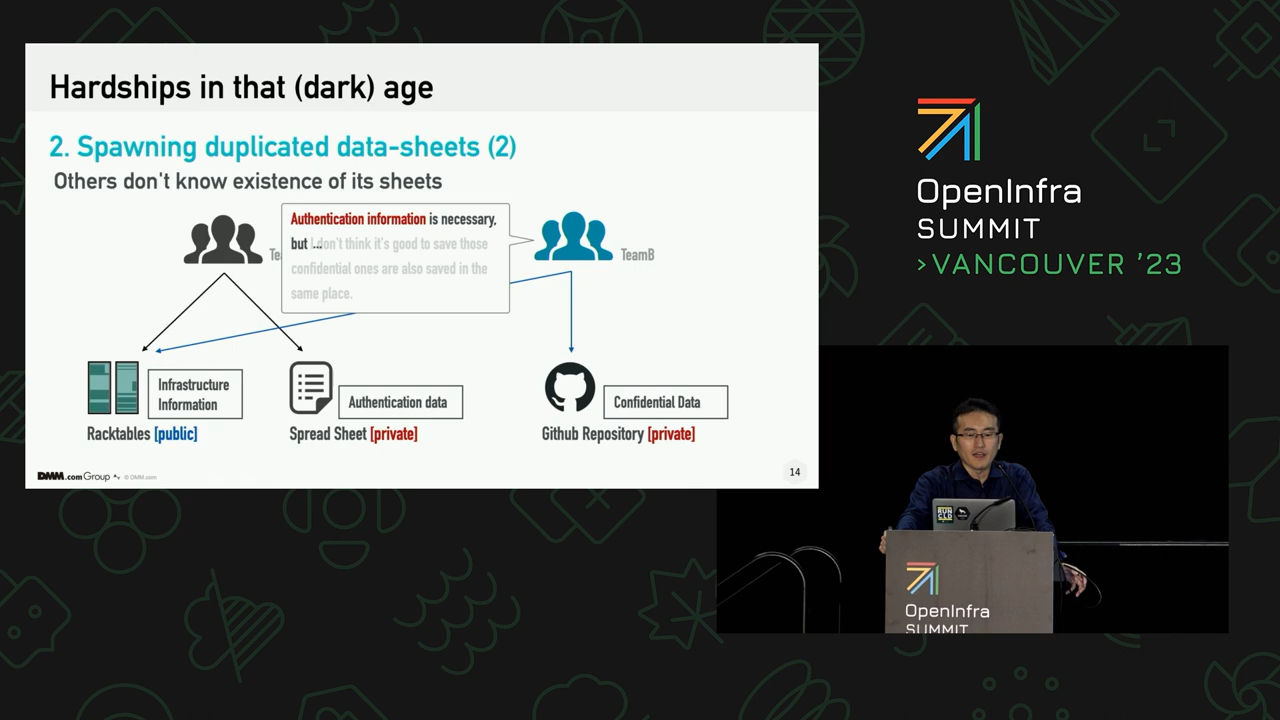 Hardships in that (dark) age
2. Spawning duplicated data-sheets (2)
Others don't know existence of its sheets
Authentication information is necessary,
but ... I don't think it's good to save those
confidential ones are also saved in the
same place.
Tea
TeamB
Infrastructure
Information
Authentication data
Confidential Data
Racktables [public]
Spread Sheet [private]
Github Repository [private]
DMM.com Group
© DMM.com
14
OpenInfra
SUMMIT
>VANCOUVER '23
RUN
CLD
OpenInfra
SUMMIT